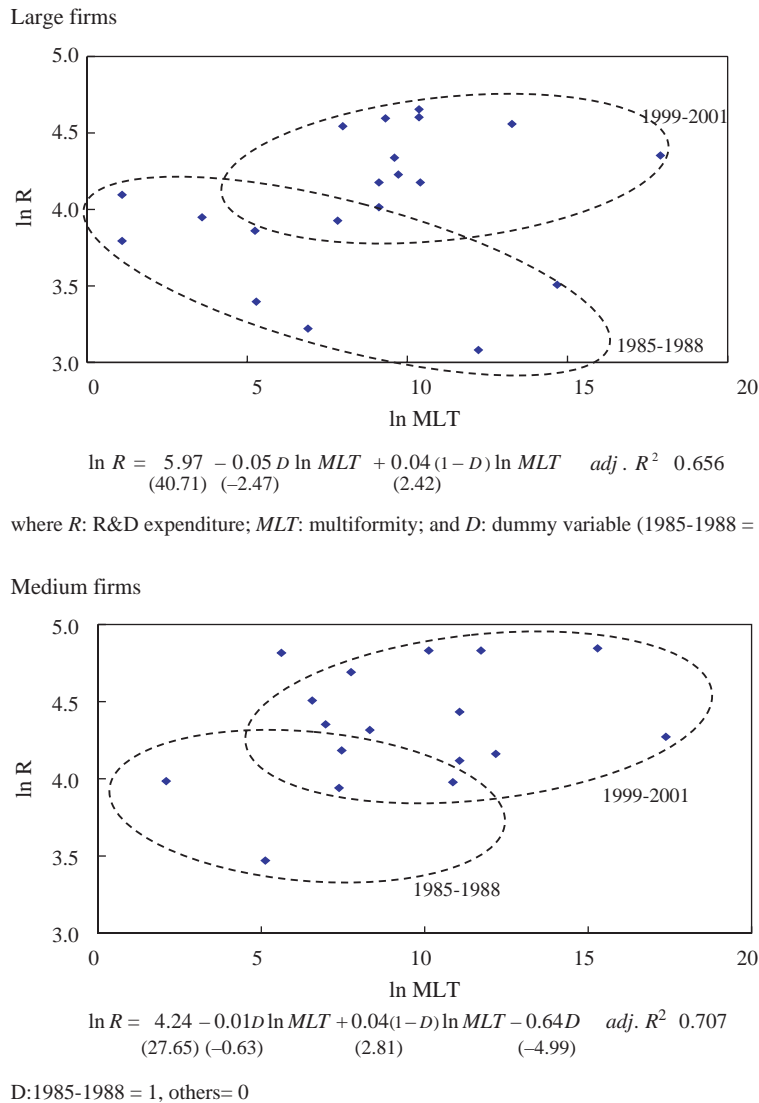 Large firms
5.0
4.5
4.0
3.5
3.0
ln R
1999-2001
1985-1988
0 5 10 15 20
ln MLT
ln R = 5.97 – 0.05 D ln MLT + 0.04 (1 – D) ln MLT adj. R² 0.656
(40.71) (–2.47) (2.42)
where R: R&D expenditure; MLT: multiformity; and D: dummy variable (1985-1988 =
Medium firms
5.0
4.5
4.0
3.5
3.0
ln R
1999-2001
1985-1988
0 5 10 15 20
ln MLT
ln R = 4.24 – 0.01D ln MLT + 0.04(1–D) ln MLT – 0.64D adj. R² 0.707
(27.65) (–0.63) (2.81) (–4.99)
D:1985-1988 = 1, others= 0